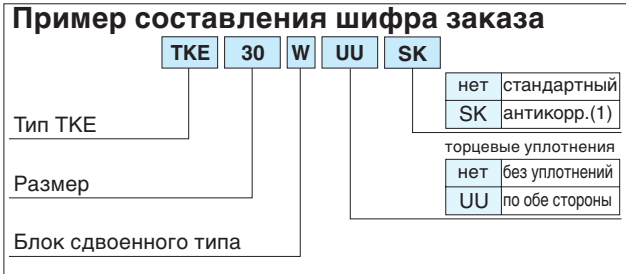 Пример составления шифра заказа
TKE 30 W UU SK
нет стандартный
SK антикорр.(1)
Тип TKE
торцевые уплотнения
нет без уплотнений
Размер
UU по обе стороны
Блок сдвоенного типа